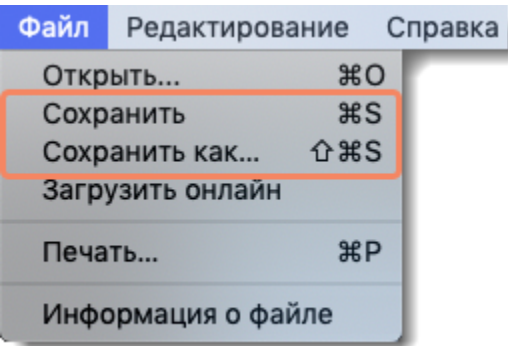 Файл Редактирование Справка
Открыть... ⌘O
Сохранить ⌘S
Сохранить как... ⇧⌘S
Загрузить онлайн
Печать... ⌘P
Информация о файле